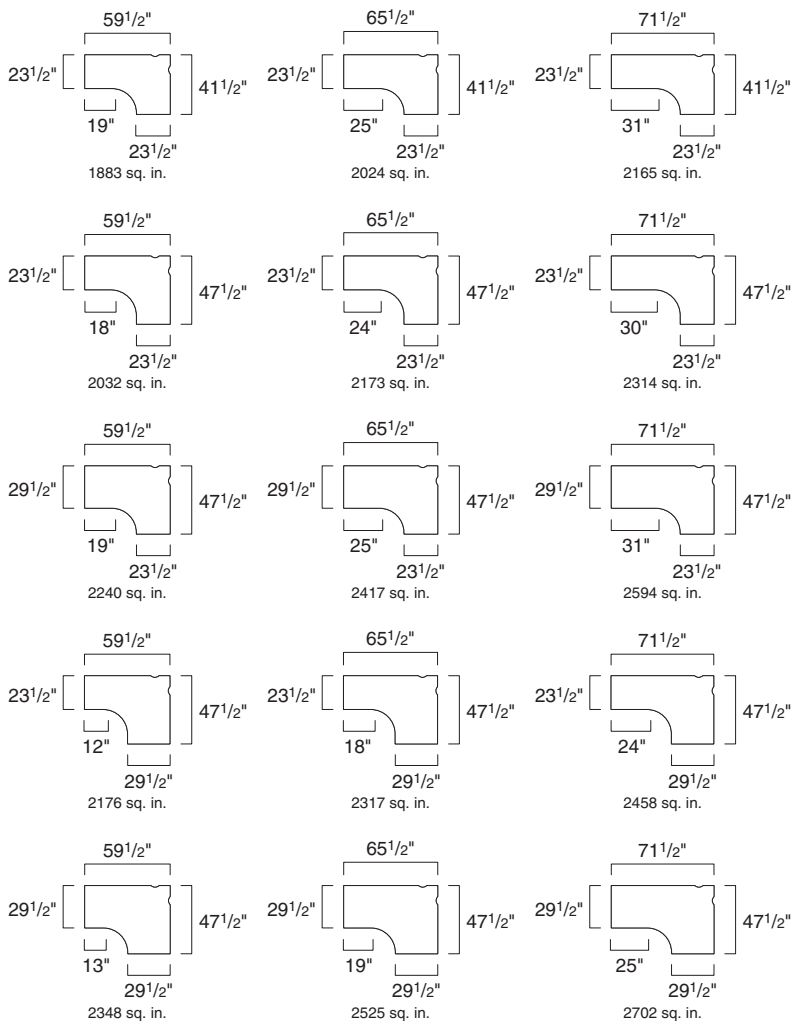 59 1/2" 65 1/2" 71 1/2"
23 1/2" 41 1/2" 23 1/2" 41 1/2" 23 1/2" 41 1/2"
19" 25" 31"
23 1/2" 23 1/2" 23 1/2"
1883 sq. in. 2024 sq. in. 2165 sq. in.
59 1/2" 65 1/2" 71 1/2"
23 1/2" 47 1/2" 23 1/2" 47 1/2" 23 1/2" 47 1/2"
18" 24" 30"
23 1/2" 23 1/2" 23 1/2"
2032 sq. in. 2173 sq. in. 2314 sq. in.
59 1/2" 65 1/2" 71 1/2"
29 1/2" 47 1/2" 29 1/2" 47 1/2" 29 1/2" 47 1/2"
19" 25" 31"
23 1/2" 23 1/2" 23 1/2"
2240 sq. in. 2417 sq. in. 2594 sq. in.
59 1/2" 65 1/2" 71 1/2"
23 1/2" 47 1/2" 23 1/2" 47 1/2" 23 1/2" 47 1/2"
12" 18" 24"
29 1/2" 29 1/2" 29 1/2"
2176 sq. in. 2317 sq. in. 2458 sq. in.
59 1/2" 65 1/2" 71 1/2"
29 1/2" 47 1/2" 29 1/2" 47 1/2" 29 1/2" 47 1/2"
13" 19" 25"
29 1/2" 29 1/2" 29 1/2"
2348 sq. in. 2525 sq. in. 2702 sq. in.